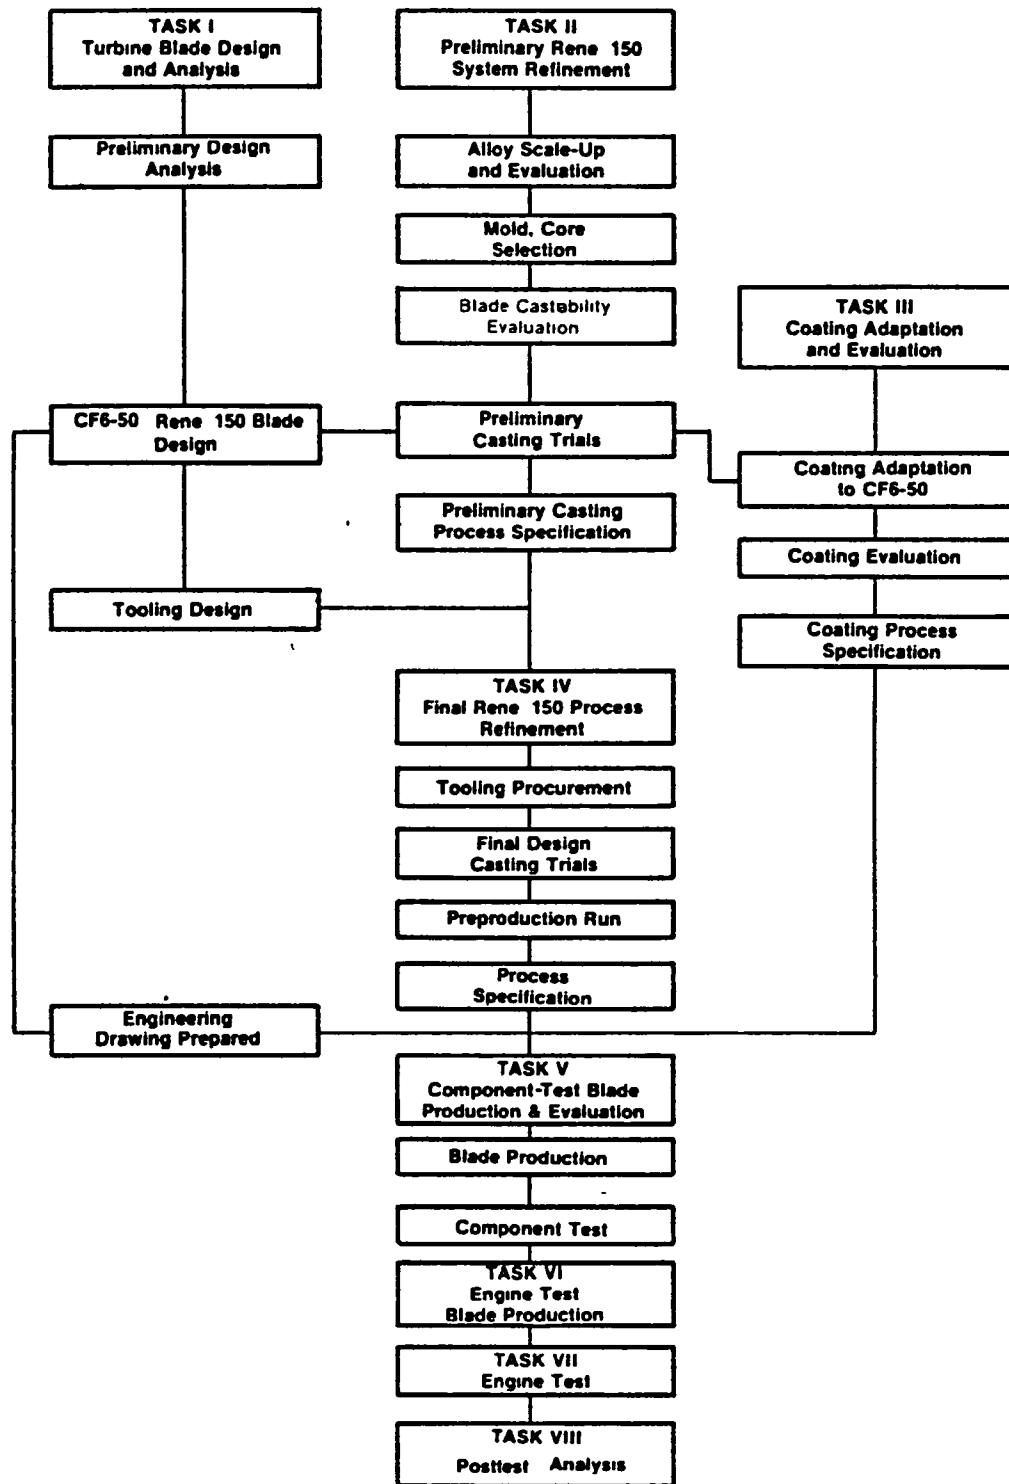 TASK I
Turbine Blade Design
and Analysis
Preliminary Design
Analysis
TASK II
Preliminary Rene 150
System Refinement
Alloy Scale-Up
and Evaluation
Mold, Core
Selection
Blade Castability
Evaluation
TASK III
Coating Adaptation
and Evaluation
CF6-50 Rene 150 Blade
Design
Preliminary
Casting Trials
Coating Adaptation
to CF6-50
Preliminary Casting
Process Specification
Coating Evaluation
Tooling Design
Coating Process
Specification
TASK IV
Final Rene 150 Process
Refinement
Tooling Procurement
Final Design
Casting Trials
Preproduction Run
Process
Specification
Engineering
Drawing Prepared
TASK V
Component-Test Blade
Production & Evaluation
Blade Production
Component Test
TASK VI
Engine Test
Blade Production
TASK VII
Engine Test
TASK VIII
Posttest Analysis